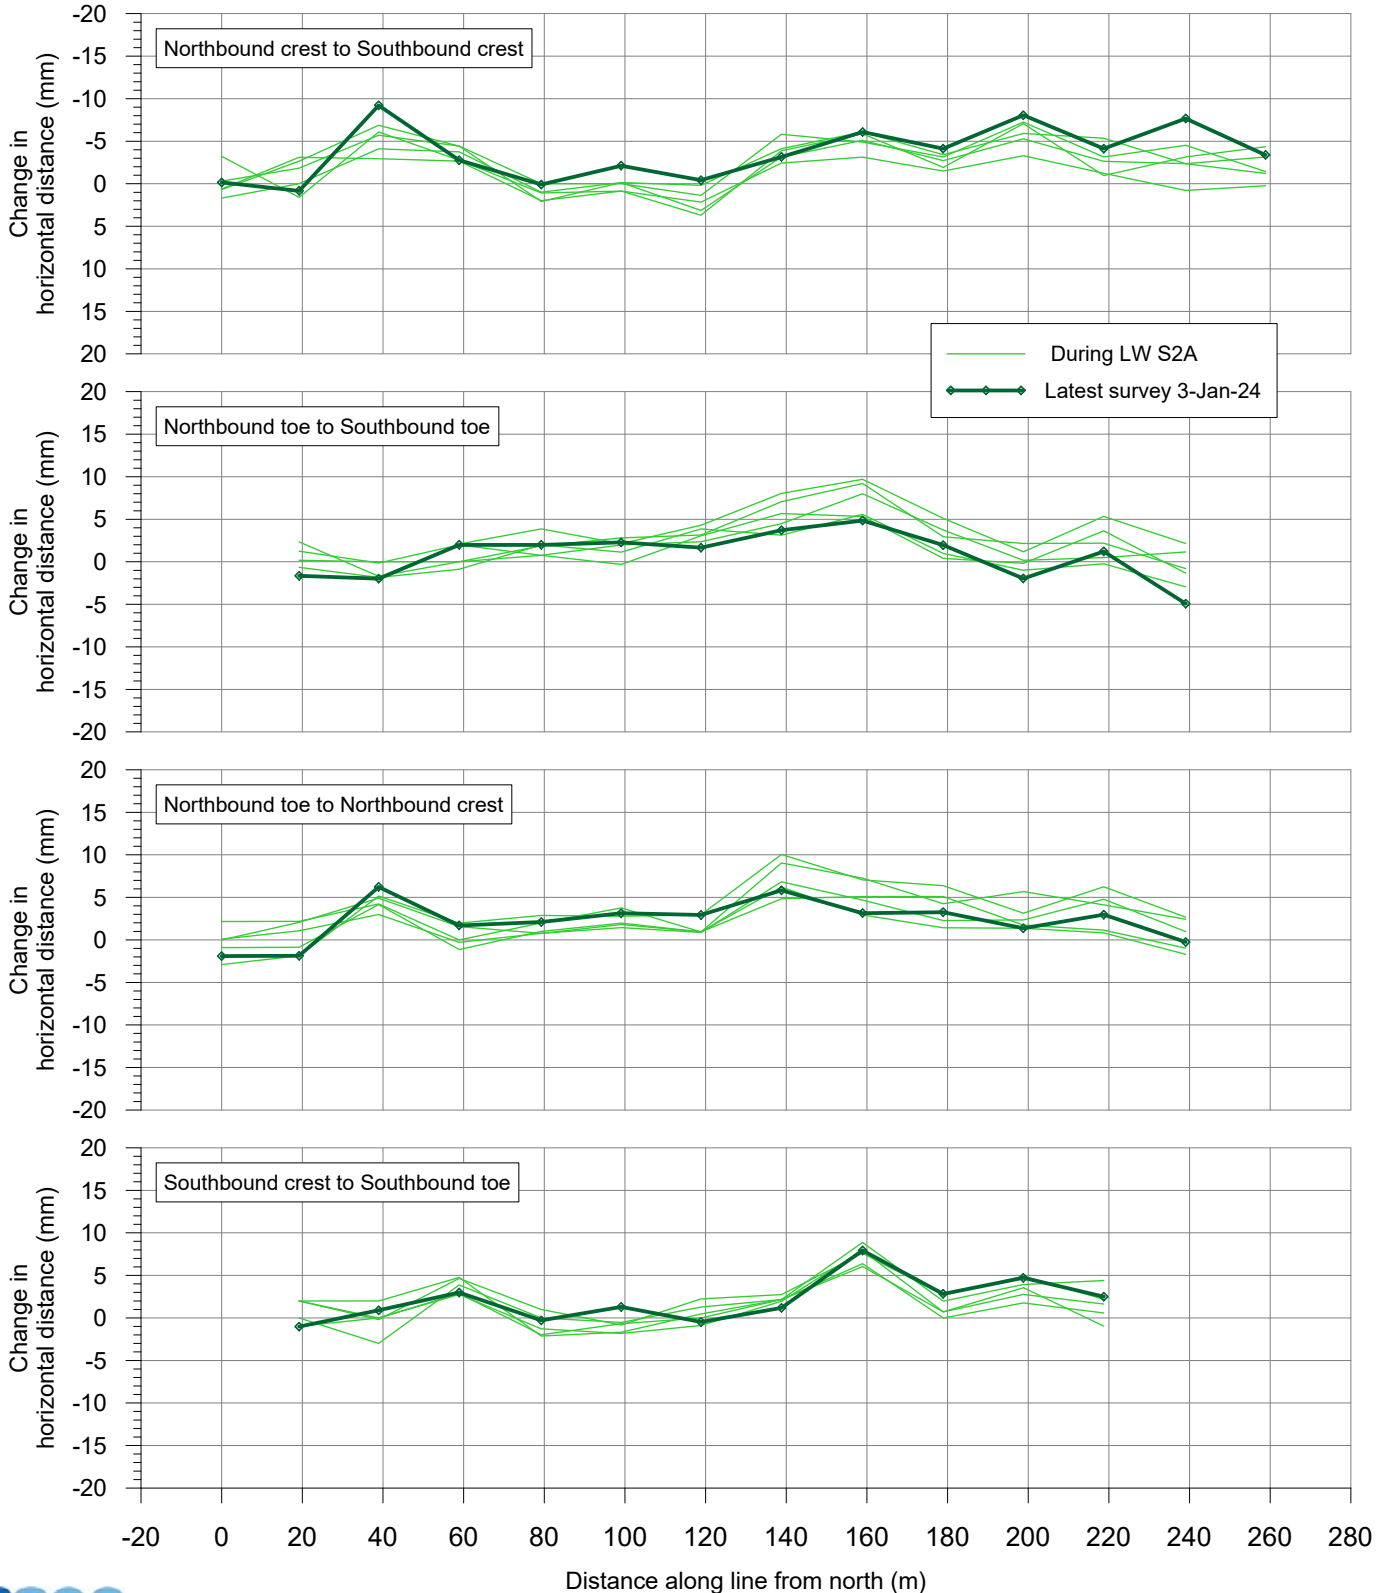 -20
-15
-10
-5
0
5
10
15
20
Change in
horizontal distance (mm)
Northbound crest to Southbound crest
During LW S2A
Latest survey 3-Jan-24
20
15
10
5
0
-5
-10
-15
-20
Change in
horizontal distance (mm)
Northbound toe to Southbound toe
20
15
10
5
0
-5
-10
-15
-20
Change in
horizontal distance (mm)
Northbound toe to Northbound crest
20
15
10
5
0
-5
-10
-15
-20
Change in
horizontal distance (mm)
Southbound crest to Southbound toe
-20 0 20 40 60 80 100 120 140 160 180 200 220 240 260 280
Distance along line from north (m)